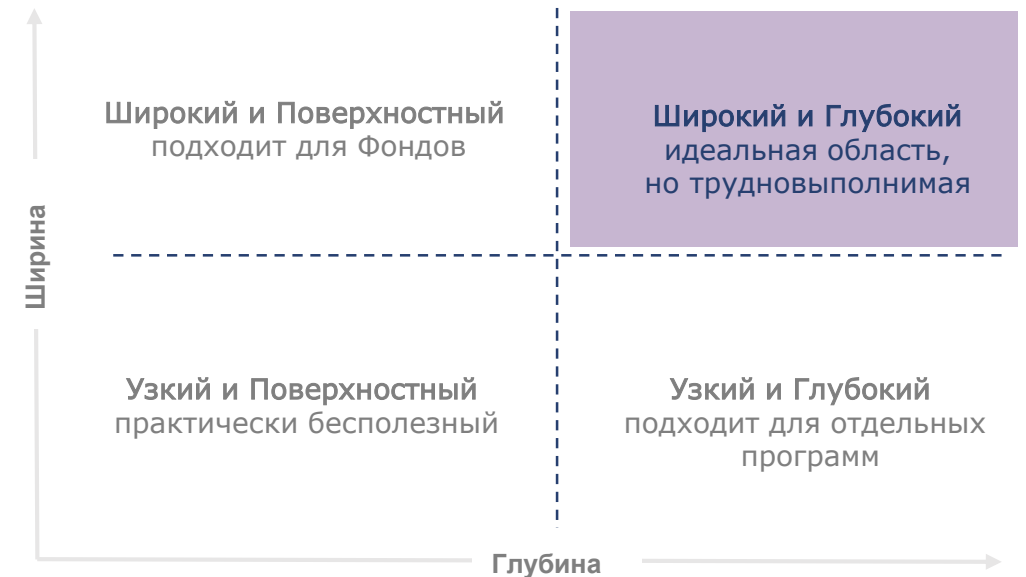 Широкий и Поверхностный
подходит для Фондов
Широкий и Глубокий
идеальная область,
но трудновыполнимая
Ширина
Узкий и Поверхностный
практически бесполезный
Узкий и Глубокий
подходит для отдельных
программ
Глубина